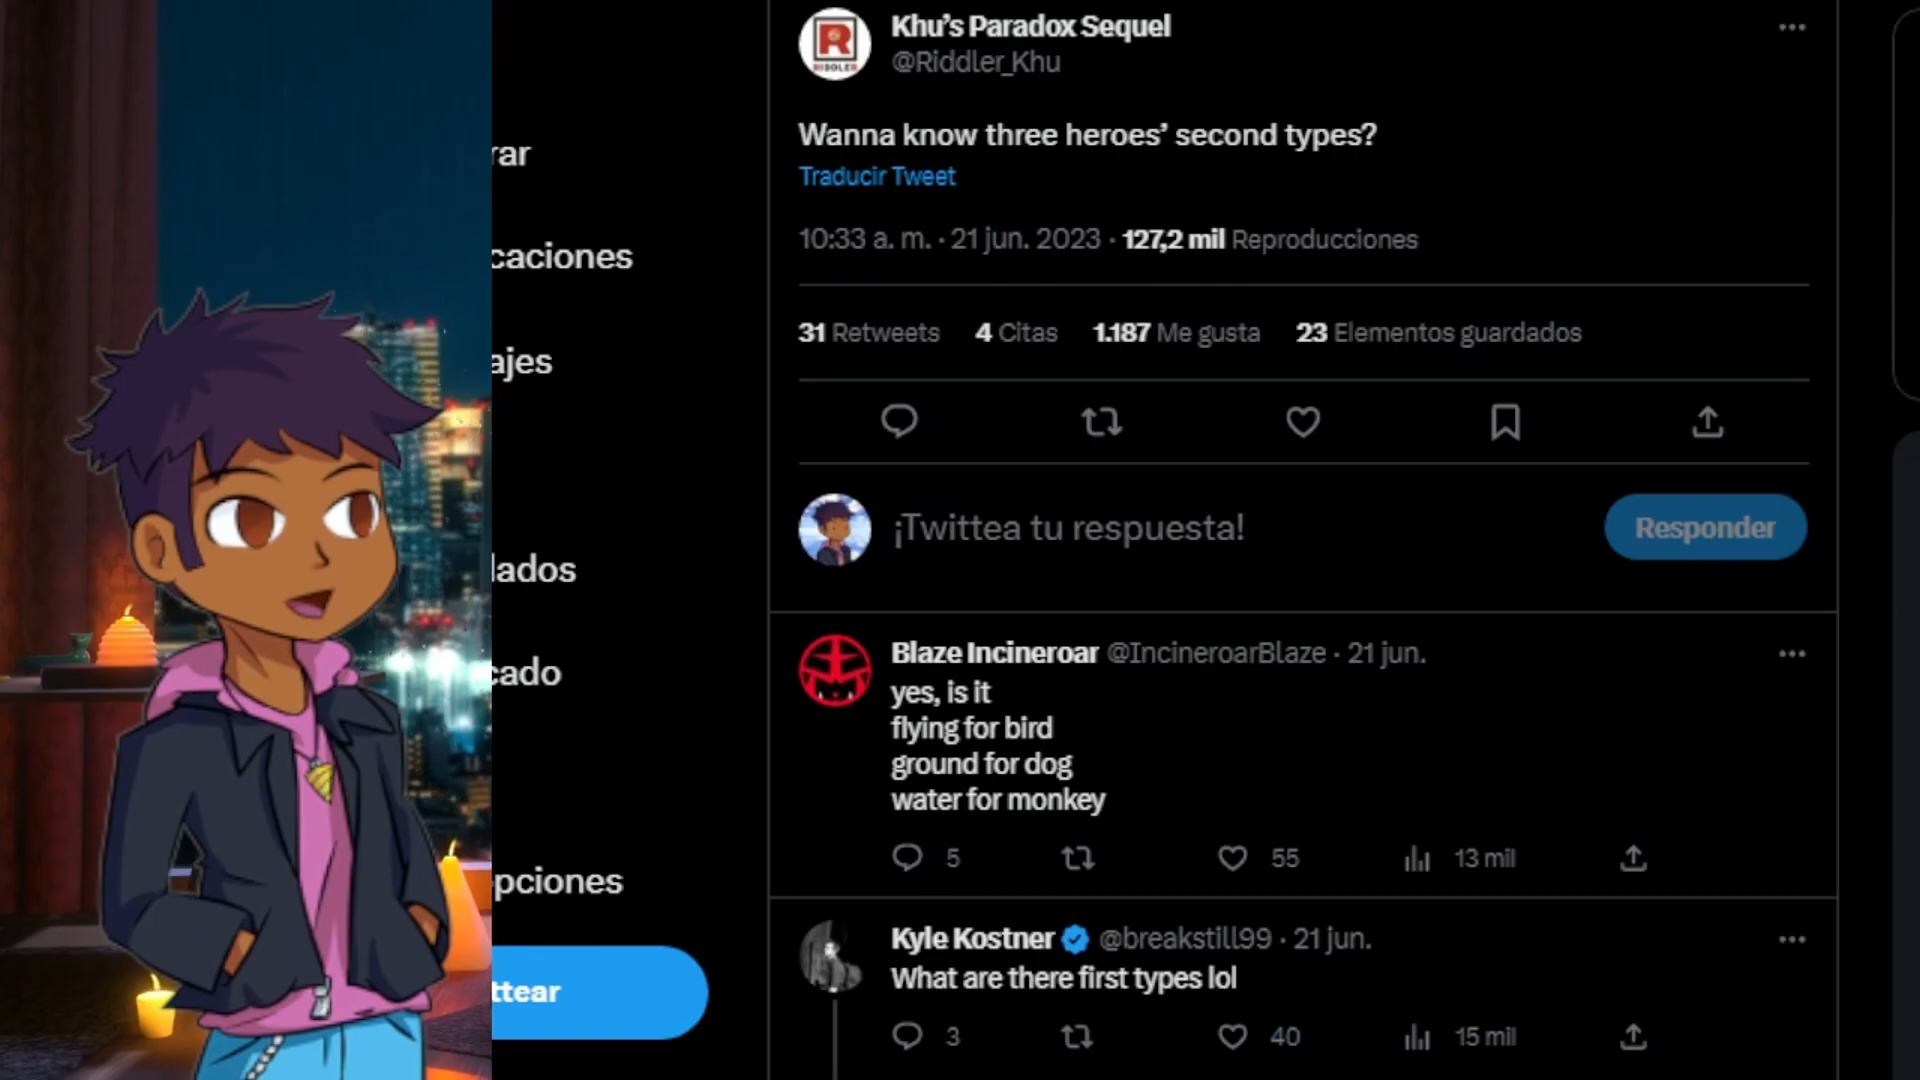 Khu's Paradox Sequel
@Riddler_Khu
Wanna know three heroes' second types?
Traducir Tweet
10:33 a. m. · 21 jun. 2023 · 127,2 mil Reproducciones
31 Retweets 4 Citas 1.187 Me gusta 23 Elementos guardados
¡Twittea tu respuesta!
Responder
Blaze Incineroar @IncineroarBlaze · 21 jun.
yes, is it
flying for bird
ground for dog
water for monkey
5 55 13 mil
Kyle Kostner @breakstill99 · 21 jun.
What are there first types lol
3 40 15 mil
rar
caciones
ajes
lados
cado
pciones
ttear
R
RIDDLER